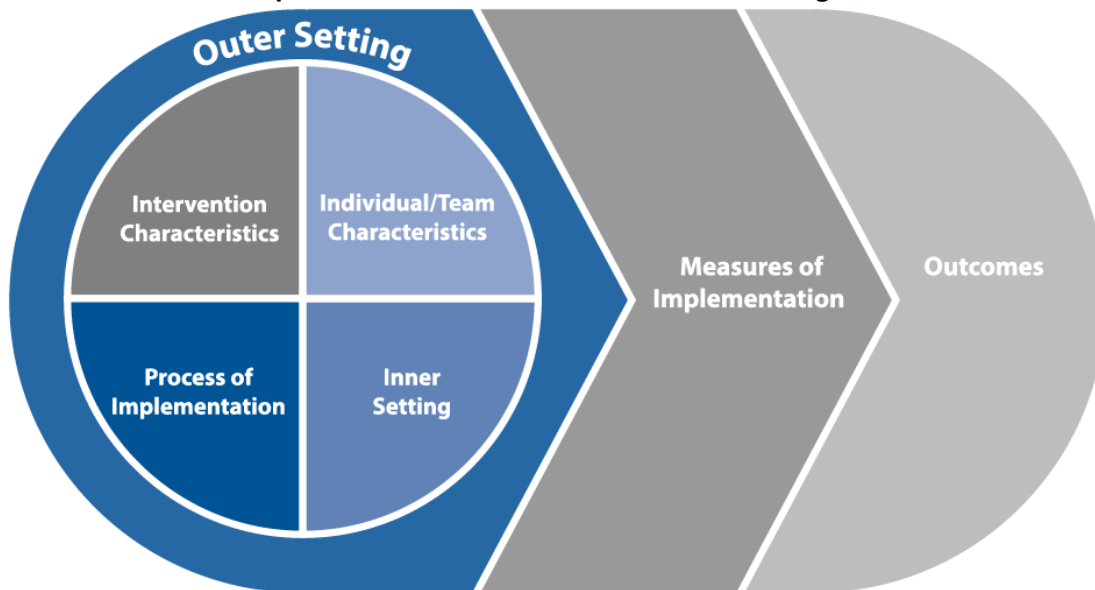 Outer Setting
Intervention
Characteristics
Individual/Team
Characteristics
Process of
Implementation
Inner
Setting
Measures of
Implementation
Outcomes